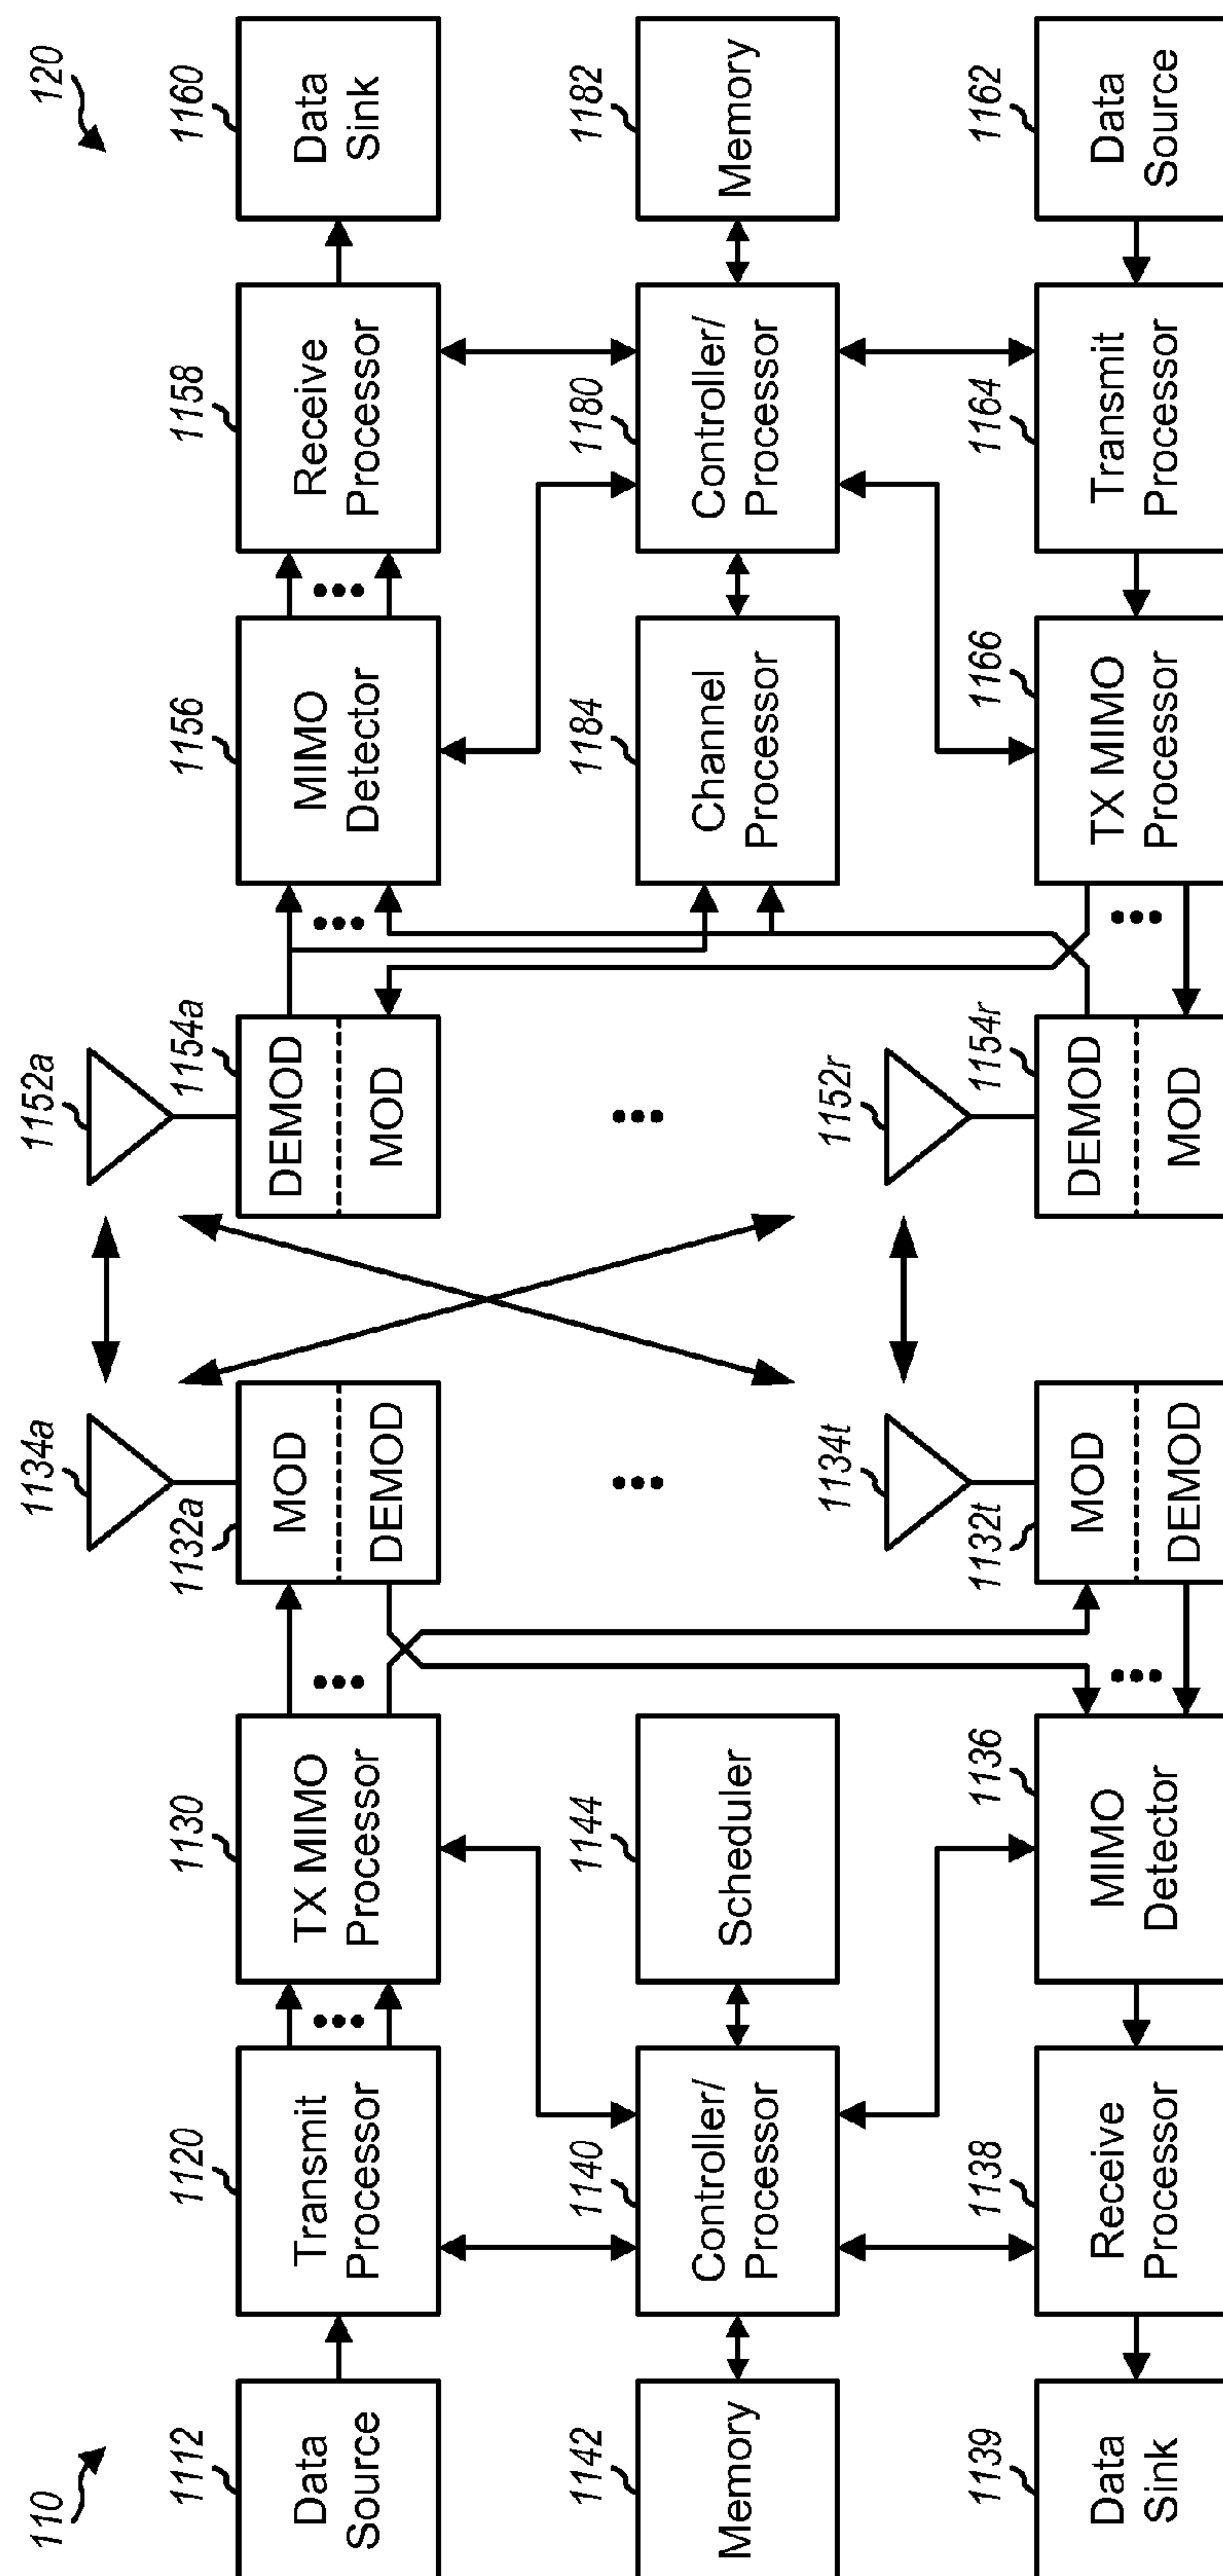 110
120
1134a
1152a
1112
1120
1130
1132a
1154a
1156
1158
1160
Data
Source
Transmit
Processor
TX MIMO
Processor
MOD
DEMOD
DEMOD
MOD
MIMO
Detector
Receive
Processor
Data
Sink
1142
1140
1144
1184
1180
1182
Memory
Controller/
Processor
Scheduler
Channel
Processor
Controller/
Processor
Memory
1134t
1152r
1139
1138
1136
1132t
1154r
1166
1164
1162
Data
Sink
Receive
Processor
MIMO
Detector
MOD
DEMOD
DEMOD
MOD
TX MIMO
Processor
Transmit
Processor
Data
Source